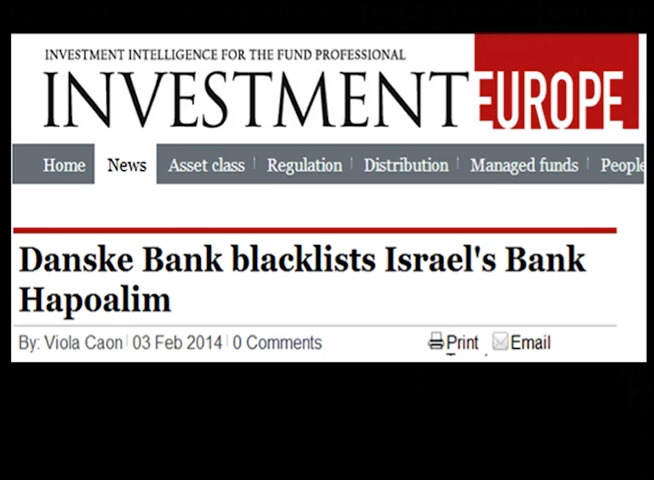 INVESTMENT INTELLIGENCE FOR THE FUND PROFESSIONAL
INVESTMENT EUROPE
Home News Asset class Regulation Distribution Managed funds People
Danske Bank blacklists Israel's Bank
Hapoalim
By: Viola Caon 03 Feb 2014 0 Comments Print Email